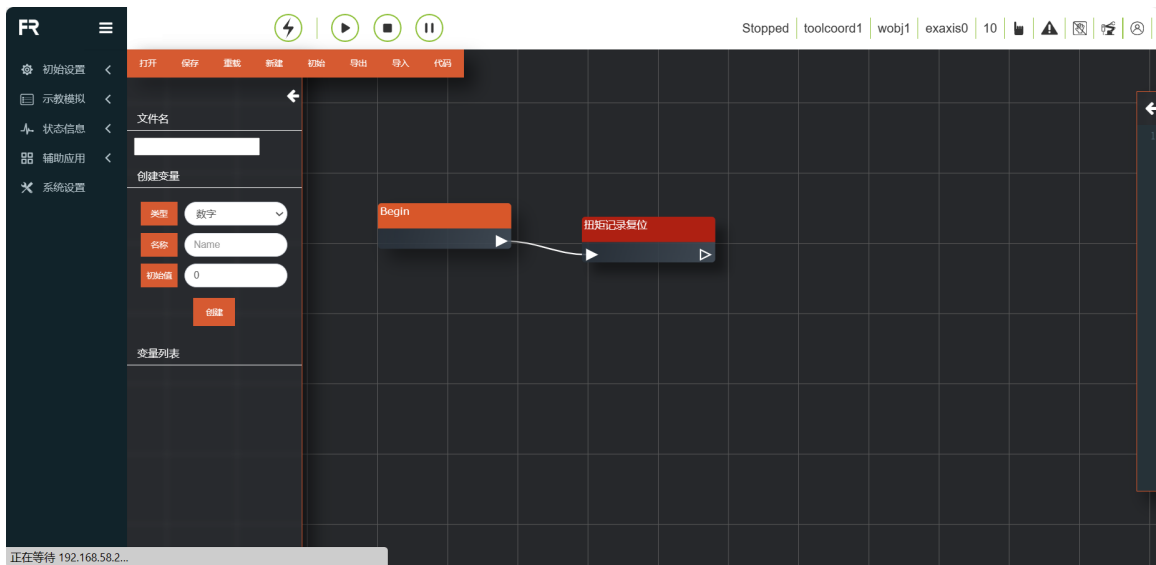 FR
Stopped toolcoord1 wobj1 exaxis0 10
初始设置
示教模拟
状态信息
辅助应用
系统设置
打开 保存 重载 新建 初始 导出 导入 代码
文件名
创建变量
类型 数字
名称 Name
初始值 0
创建
变量列表
Begin
扭矩记录复位
正在等待 192.168.58.2...